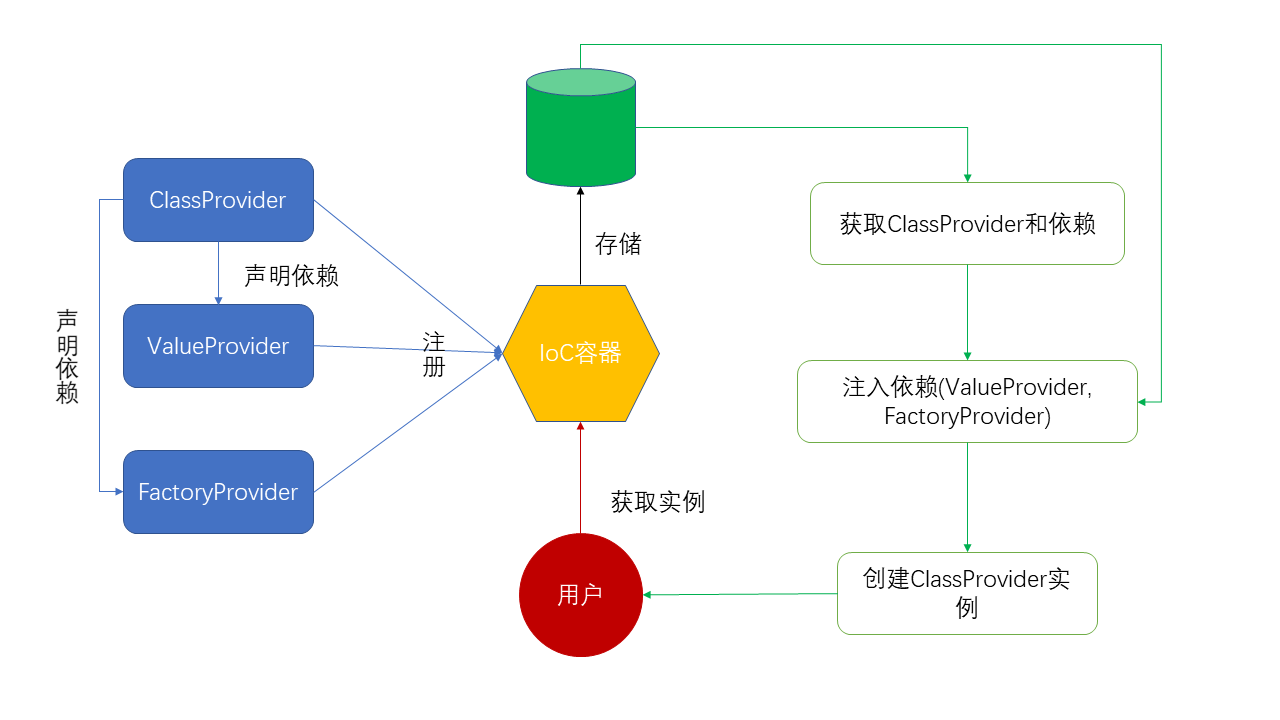 ClassProvider
声明依赖
ValueProvider
声
明
依
赖
FactoryProvider
注
册
存储
IoC容器
获取实例
用户
获取ClassProvider和依赖
注入依赖(ValueProvider,
FactoryProvider)
创建ClassProvider实
例